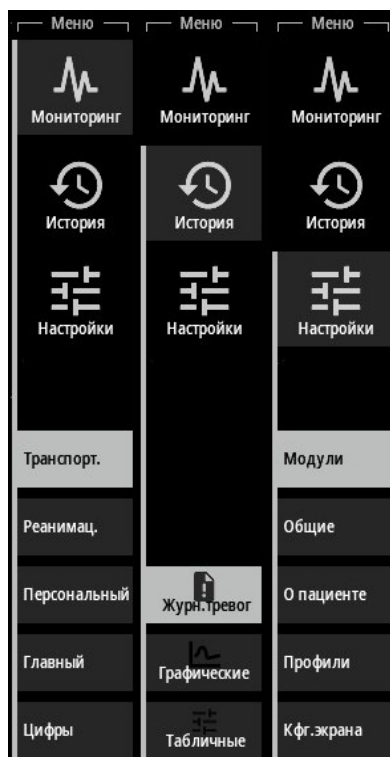 Меню
Мониторинг
История
Настройки
Транспорт.
Реанимац.
Персональный
Главный
Цифры
Меню
Мониторинг
История
Настройки
Журн.тревог
Графические
Табличные
Меню
Мониторинг
История
Настройки
Модули
Общие
О пациенте
Профили
Кфг.экрана